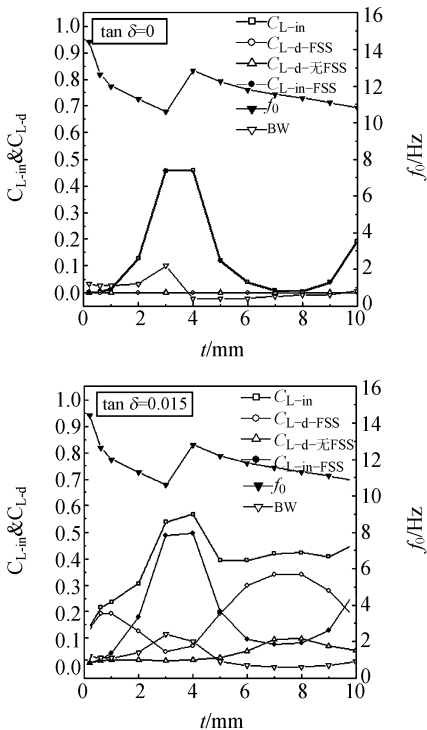 tan δ=0
1.0
0.9
0.8
0.7
0.6
0.5
0.4
0.3
0.2
0.1
0.0
C_L-in&C_L-d
16
14
12
10
8
6
4
2
0
f_0/Hz
C_L-in
C_L-d-FSS
C_L-d-无FSS
C_L-in-FSS
f_0
BW
0 2 4 6 8 10
t/mm
tan δ=0.015
1.0
0.9
0.8
0.7
0.6
0.5
0.4
0.3
0.2
0.1
0.0
C_L-in&C_L-d
16
14
12
10
8
6
4
2
0
f_0/Hz
C_L-in
C_L-d-FSS
C_L-d-无FSS
C_L-in-FSS
f_0
BW
0 2 4 6 8 10
t/mm